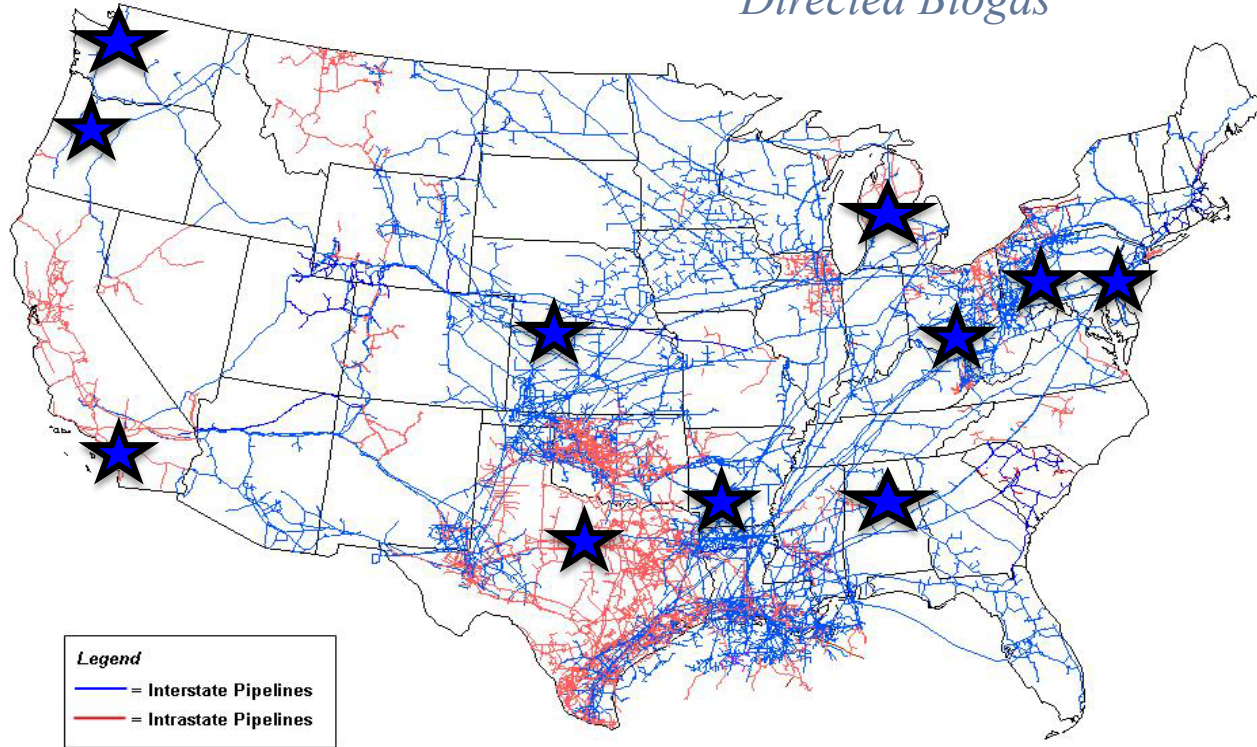 Directed Biogas
Legend
= Interstate Pipelines
= Intrastate Pipelines